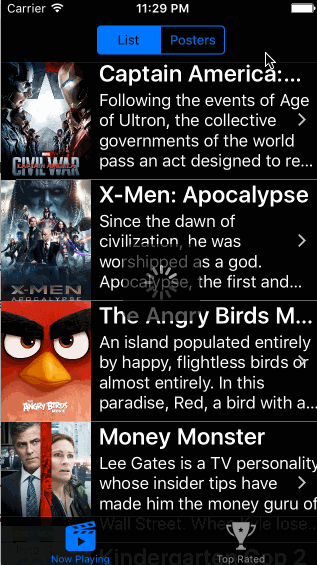 Carrier 11:29 PM
List Posters
Captain America:...
Following the events of Age
of Ultron, the collective
governments of the world
pass an act designed to re...
CIVIL WAR
X-Men: Apocalypse
Since the dawn of
civilization, he was
worshipped as a god.
Apocalypse, the first and...
X-MEN
APOCALYPSE
The Angry Birds M...
An island populated entirely
by happy, flightless birds or
almost entirely. In this
paradise, Red, a bird with a...
ANGRY BIRDS
Money Monster
Lee Gates is a TV personality
whose insider tips have
made him the money guru of
Wall Street. When Kyle lose...
Now Playing Top Rated